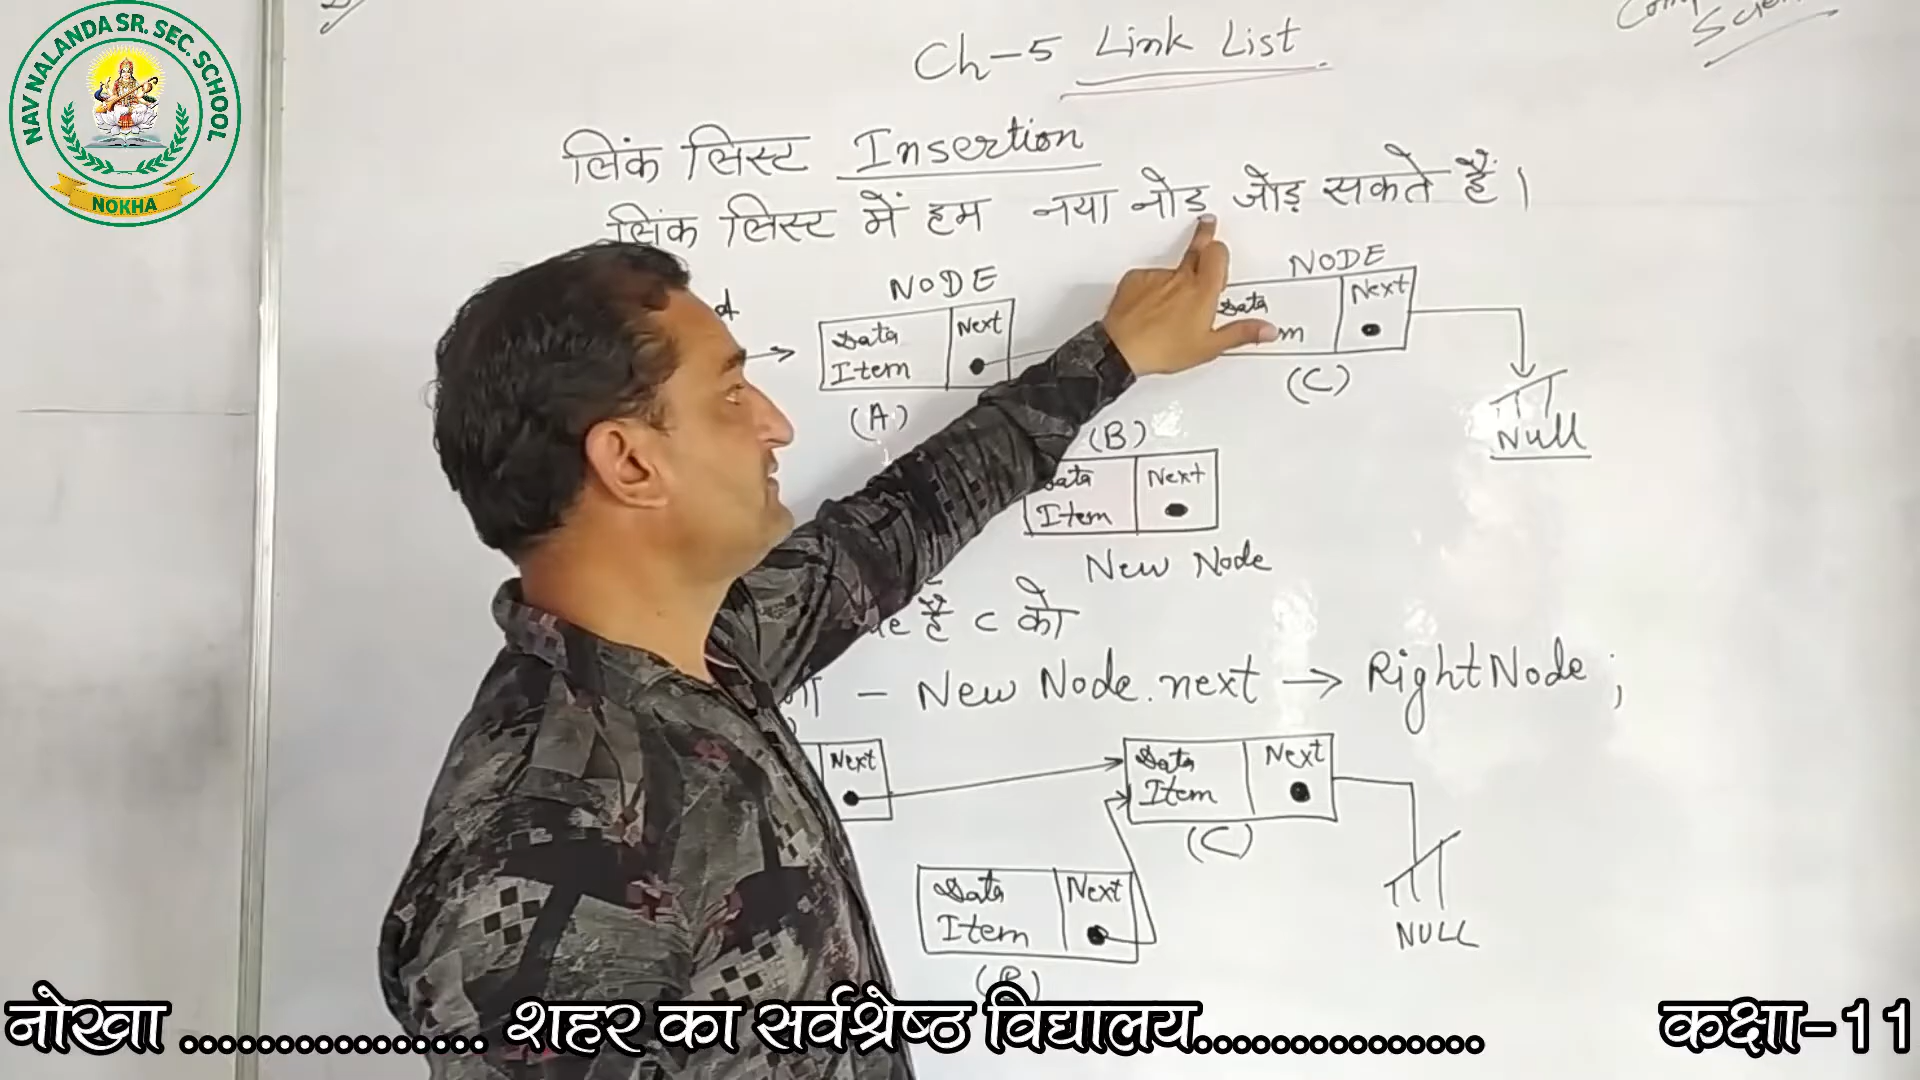 NAV NALANDA SR. SEC. SCHOOL
NOKHA
Ch-5 Link List
लिंक लिस्ट Insertion
लिंक लिस्ट में हम नया नोड जोड़ सकते हैं।
NODE
NODE
Data Item
Next
Data
Next
(A)
(C)
Null
(B)
Data Item
Next
New Node
है C को
- New Node.next → RightNode;
Next
Data Item
Next
(C)
Data Item
Next
NULL
(B)
नोखा ................ शहर का सर्वश्रेष्ठ विद्यालय............... कक्षा-11